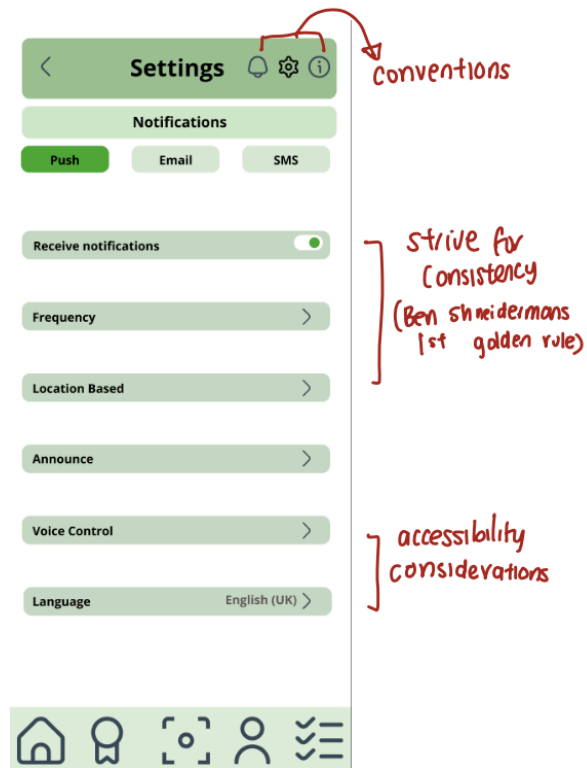 Settings
conventions
Notifications
Push
Email
SMS
Receive notifications
Frequency
Location Based
strive for
Consistency
(Ben Shneidermans
1st golden rule)
Announce
Voice Control
Language
English (UK)
accessibility
considerations